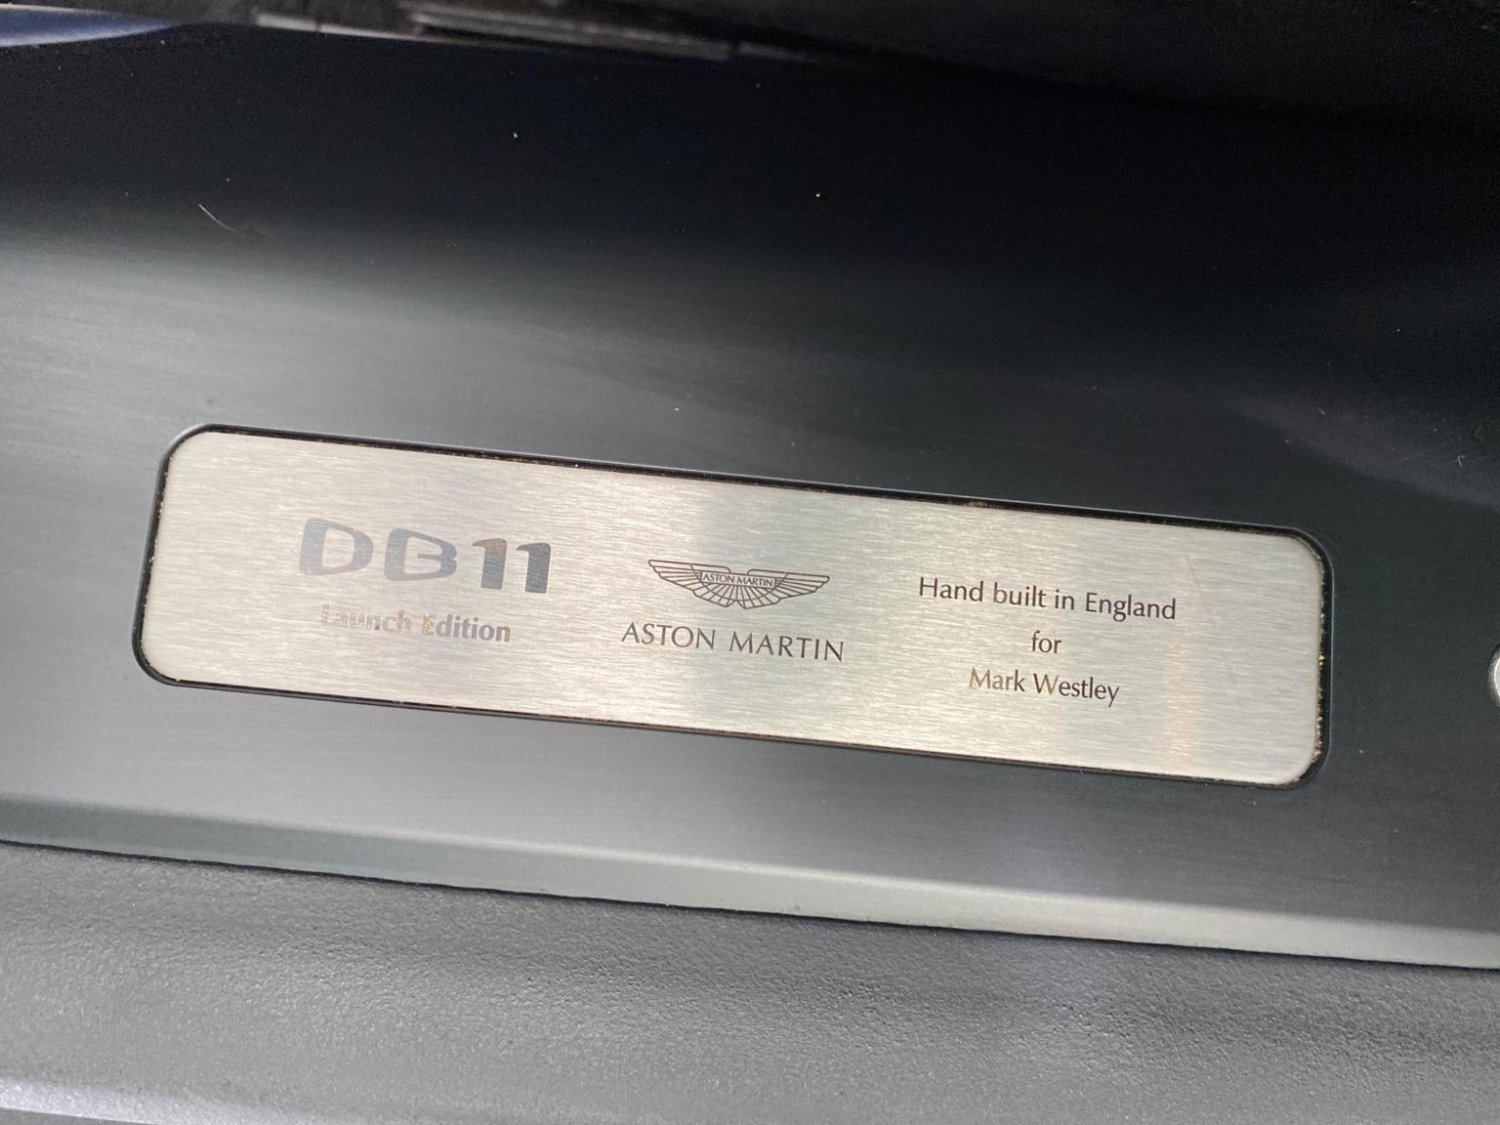 DB11
Launch Edition
ASTON MARTIN
ASTON MARTIN
Hand built in England
for
Mark Westley